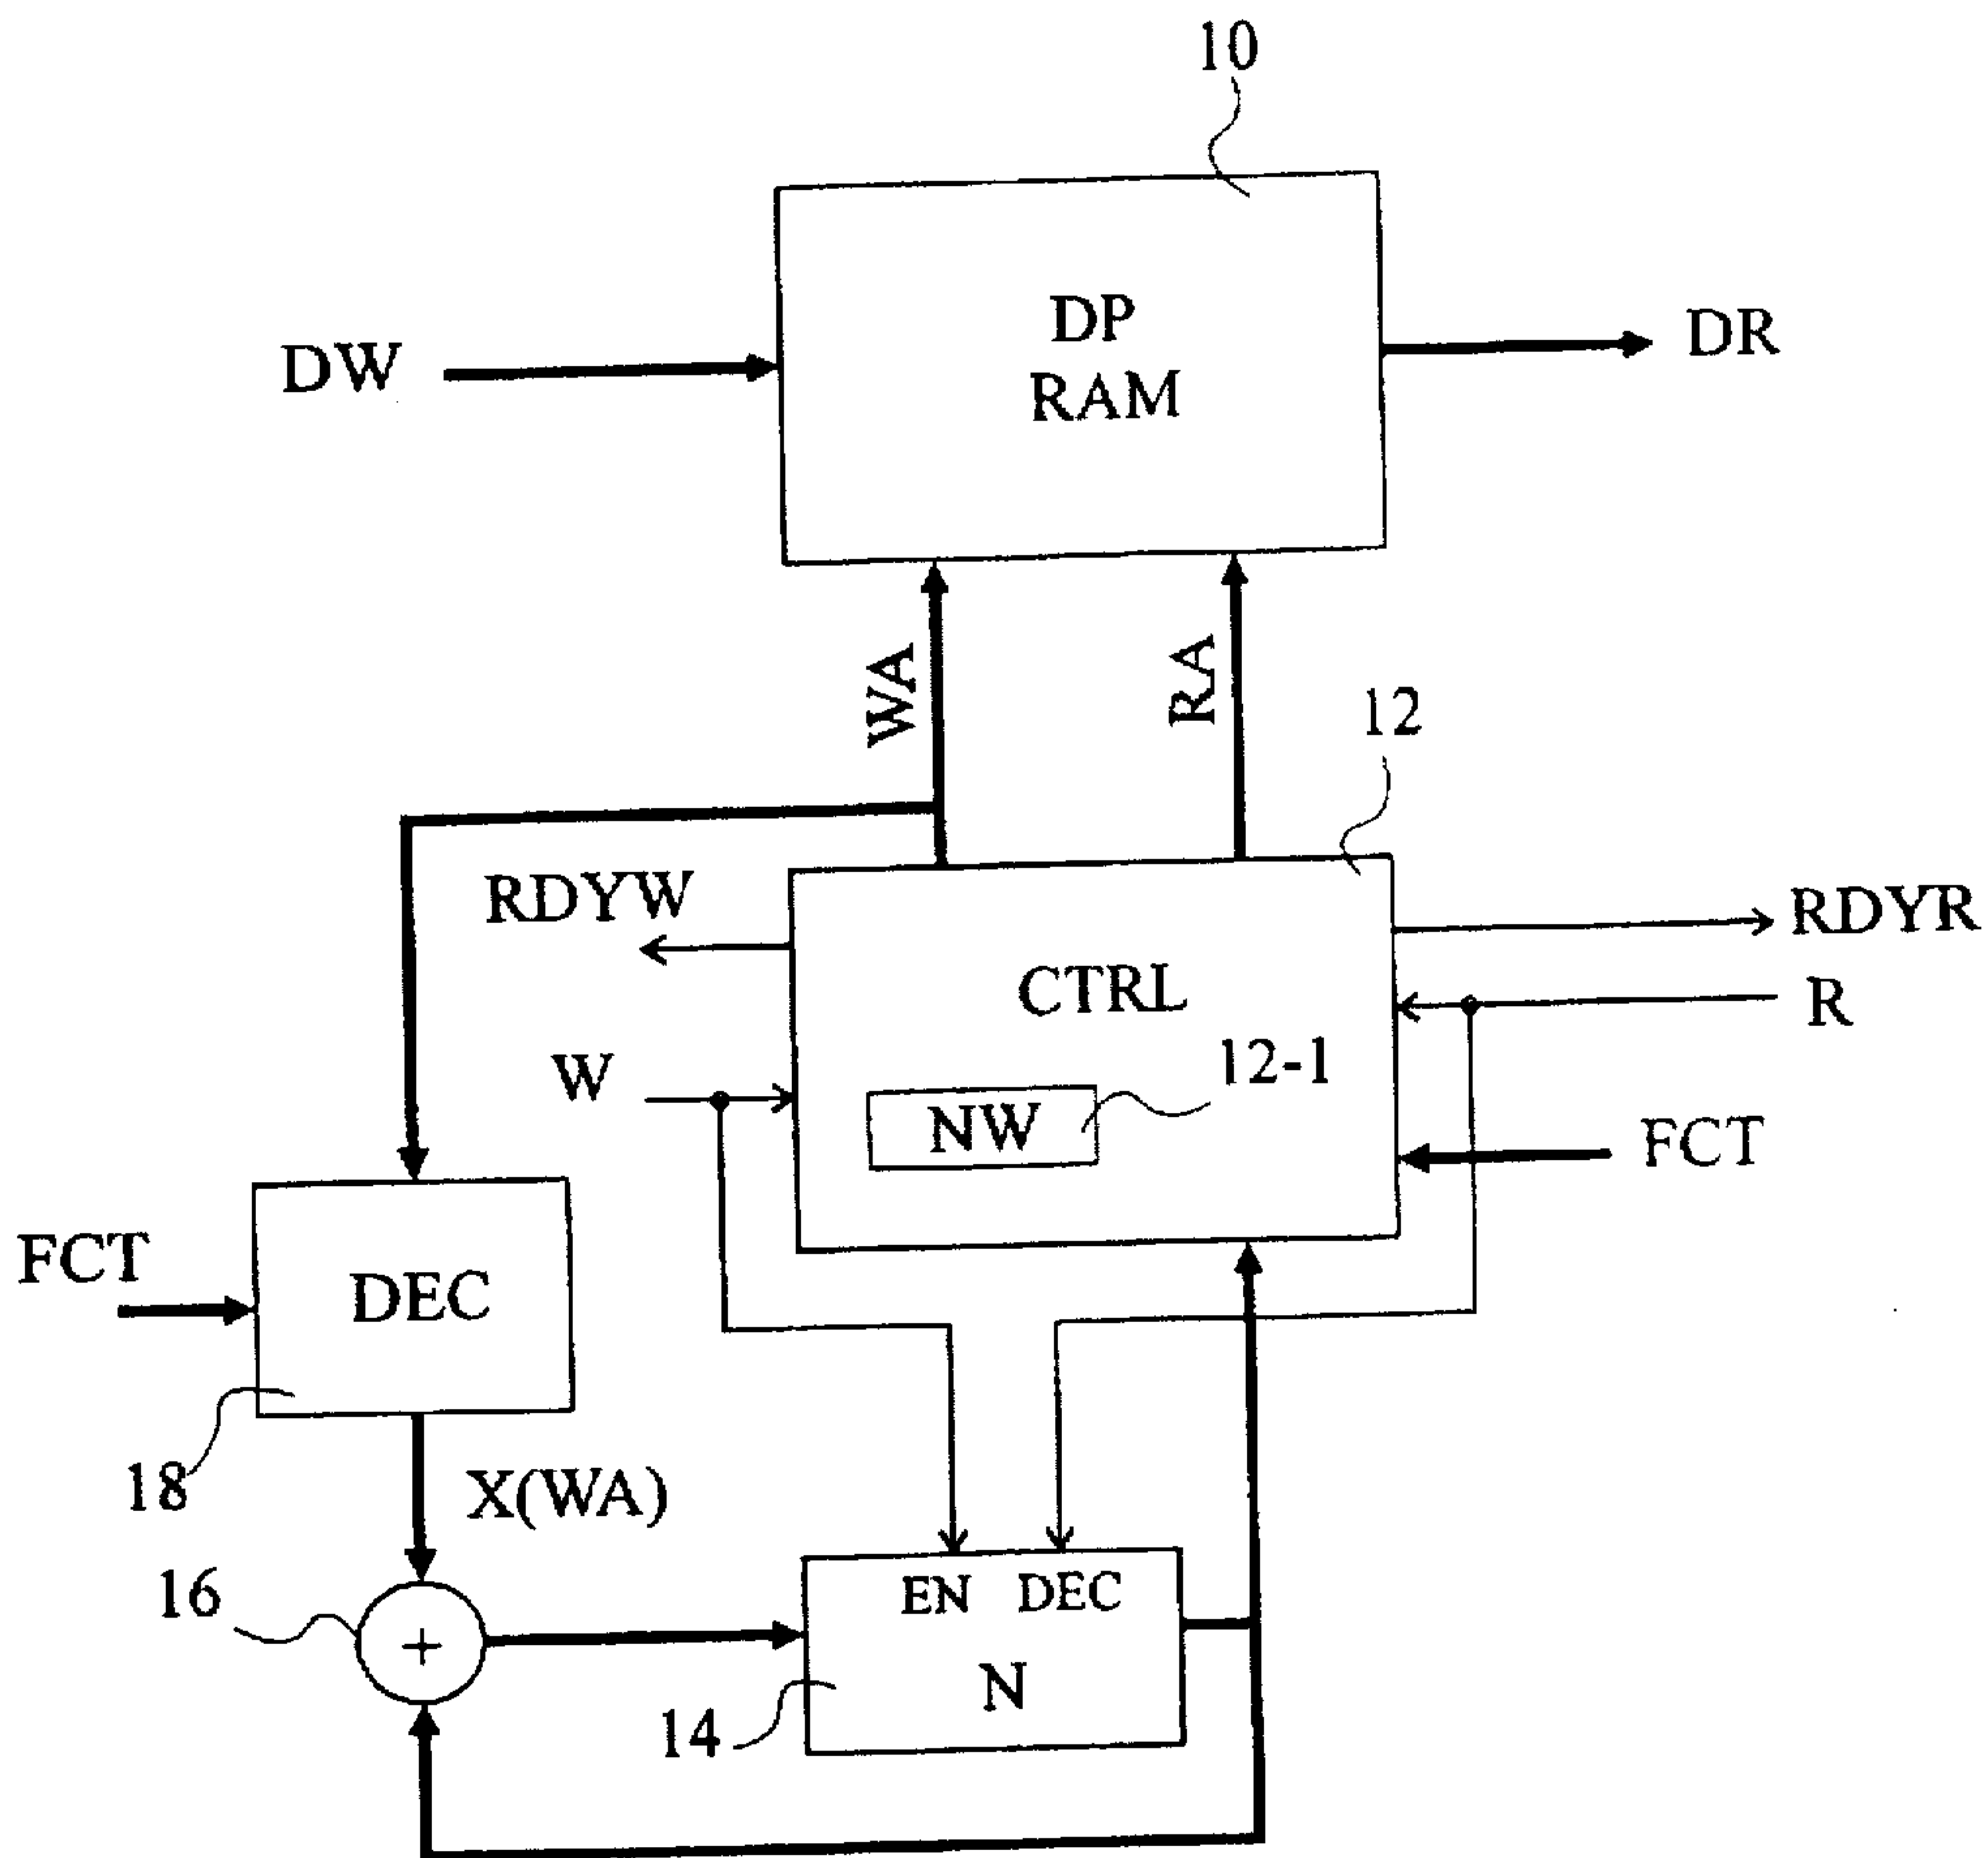 10
DP
RAM
DW
DR
WA
RA
12
RDYW
RDYR
CTRL
R
W
12-1
NW
FCT
FCT
DEC
18
X(WA)
16
EN DEC
+
N
14